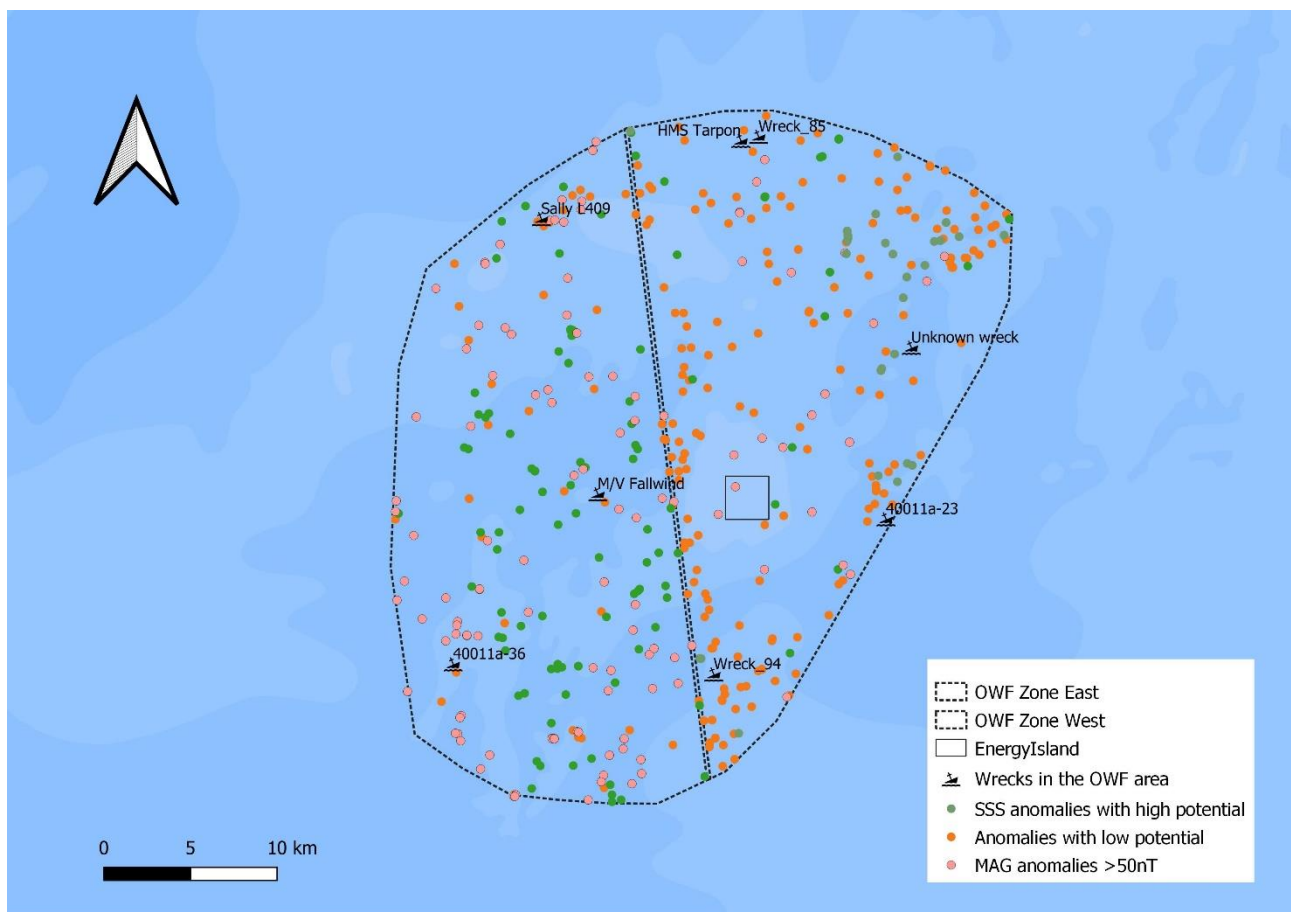 HMS Tarpon
Wreck_85
Sally L409
Unknown wreck
M/V Fallwind
40011a-23
40011a-36
Wreck_94
OWF Zone East
OWF Zone West
EnergyIsland
Wrecks in the OWF area
SSS anomalies with high potential
Anomalies with low potential
MAG anomalies >50nT
0 5 10 km